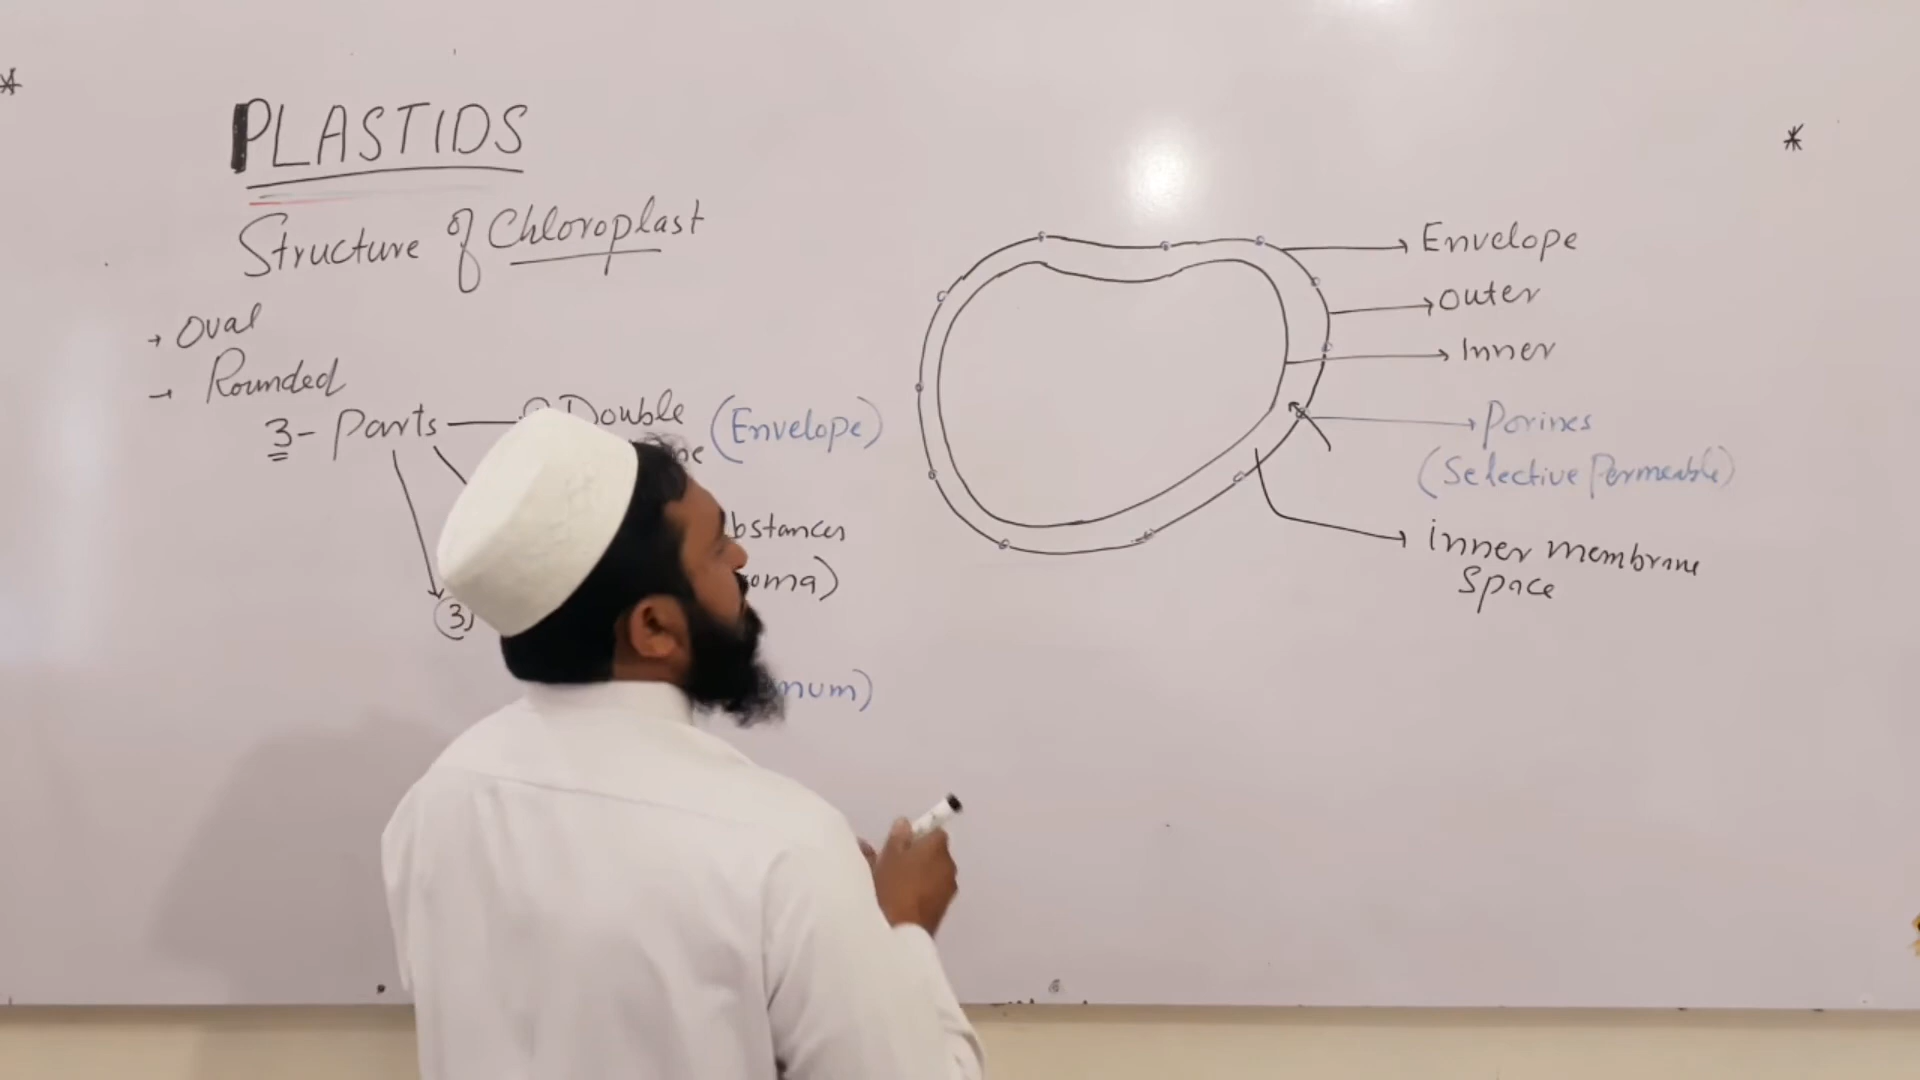 PLASTIDS
Structure of Chloroplast
→ Oval
→ Rounded
3- Parts
Double (Envelope)
bstances
oma)
3
num)
Envelope
outer
Inner
Porines
(Selective Permeable)
inner membrane
Space